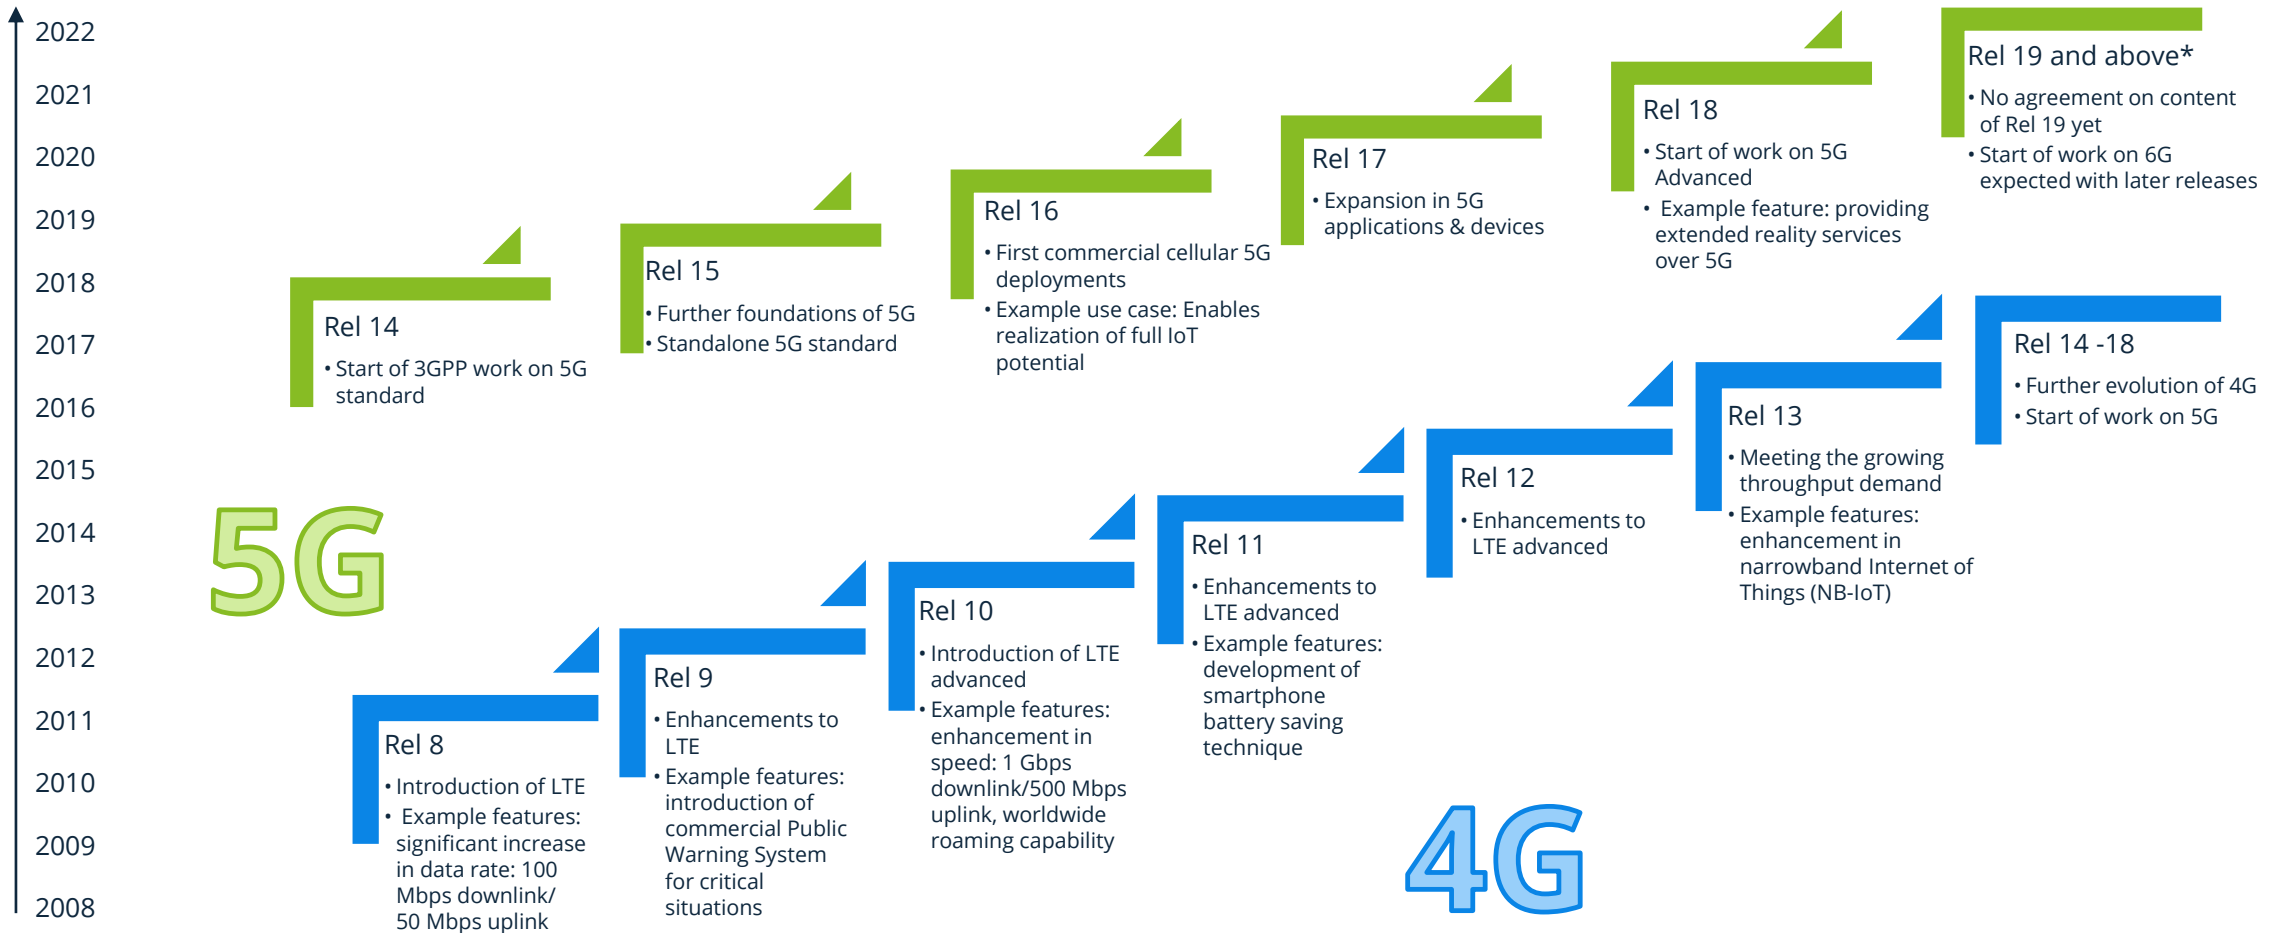 2022
2021
2020
2019
2018
2017
2016
2015
2014
2013
2012
2011
2010
2009
2008
5G
Rel 14
• Start of 3GPP work on 5G
standard
Rel 15
• Further foundations of 5G
• Standalone 5G standard
Rel 16
• First commercial cellular 5G
deployments
• Example use case: Enables
realization of full IoT
potential
Rel 17
• Expansion in 5G
applications & devices
Rel 18
• Start of work on 5G
Advanced
• Example feature: providing
extended reality services
over 5G
Rel 19 and above*
• No agreement on content
of Rel 19 yet
• Start of work on 6G
expected with later releases
4G
Rel 8
• Introduction of LTE
• Example features:
significant increase
in data rate: 100
Mbps downlink/
50 Mbps uplink
Rel 9
• Enhancements to
LTE
• Example features:
introduction of
commercial Public
Warning System
for critical
situations
Rel 10
• Introduction of LTE
advanced
• Example features:
enhancement in
speed: 1 Gbps
downlink/500 Mbps
uplink, worldwide
roaming capability
Rel 11
• Enhancements to
LTE advanced
• Example features:
development of
smartphone
battery saving
technique
Rel 12
• Enhancements to
LTE advanced
Rel 13
• Meeting the growing
throughput demand
• Example features:
enhancement in
narrowband Internet of
Things (NB-IoT)
Rel 14 -18
• Further evolution of 4G
• Start of work on 5G